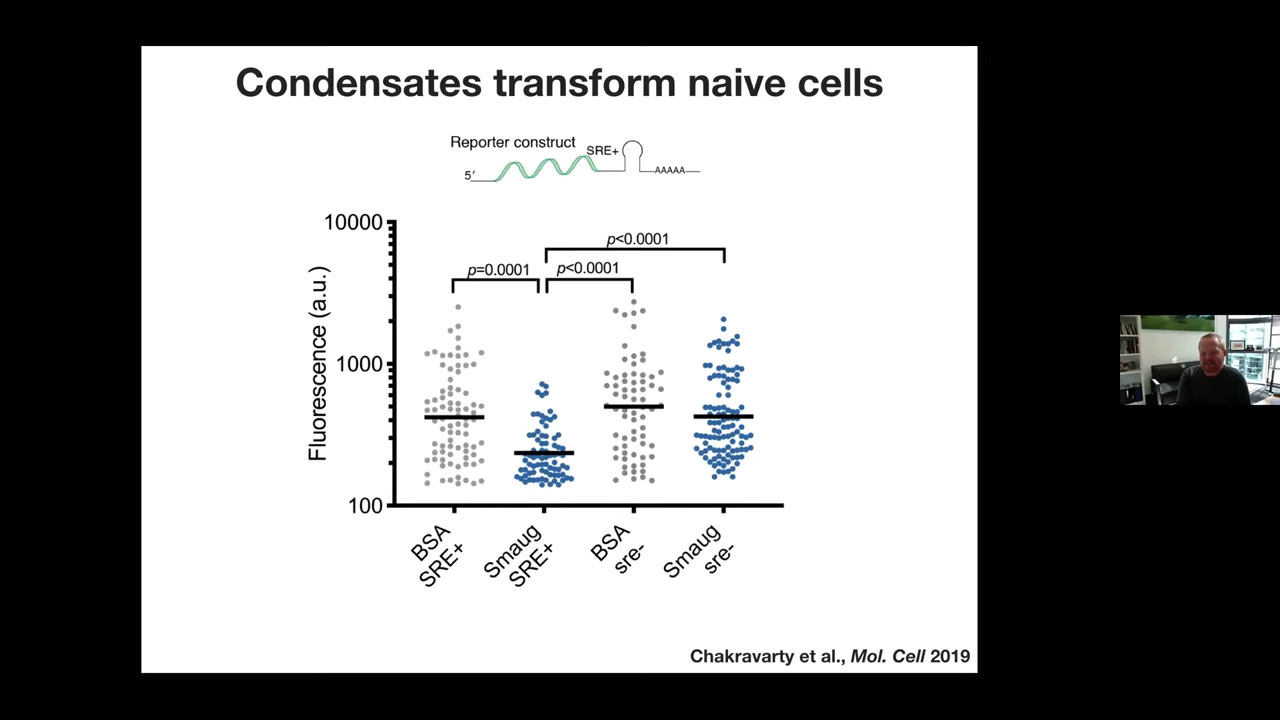 Condensates transform naive cells
Reporter construct
SRE+
5′
AAAAA
10000
1000
100
Fluorescence (a.u.)
p<0.0001
p=0.0001
p<0.0001
BSA
SRE+
Smaug
SRE+
BSA
sre-
Smaug
sre-
Chakravarty et al., Mol. Cell 2019